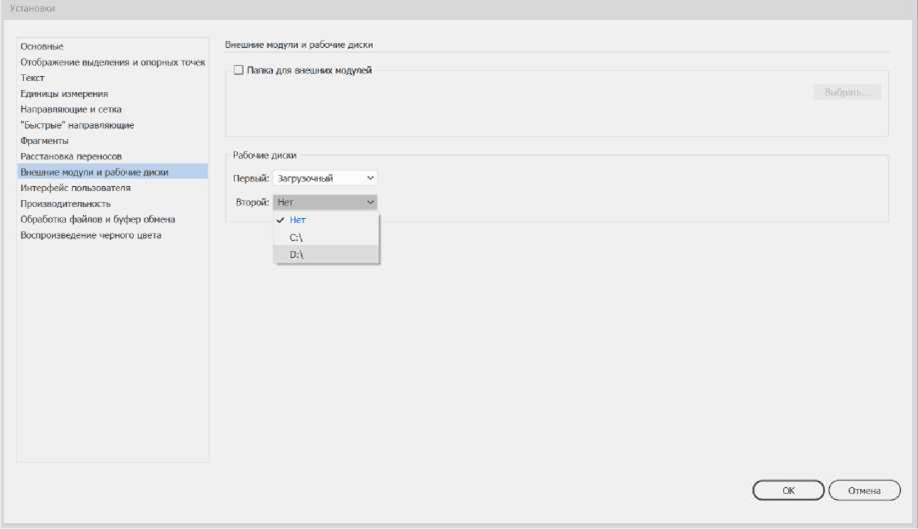 Установки
Основные
Отображение выделения и опорных точек
Текст
Единицы измерения
Направляющие и сетка
"Быстрые" направляющие
Фрагменты
Расстановка переносов
Внешние модули и рабочие диски
Интерфейс пользователя
Производительность
Обработка файлов и буфер обмена
Воспроизведение черного цвета
Внешние модули и рабочие диски
Папка для внешних модулей
Выбрать...
Рабочие диски
Первый: Загрузочный
Второй: Нет
Нет
C:\
D:\
OK
Отмена